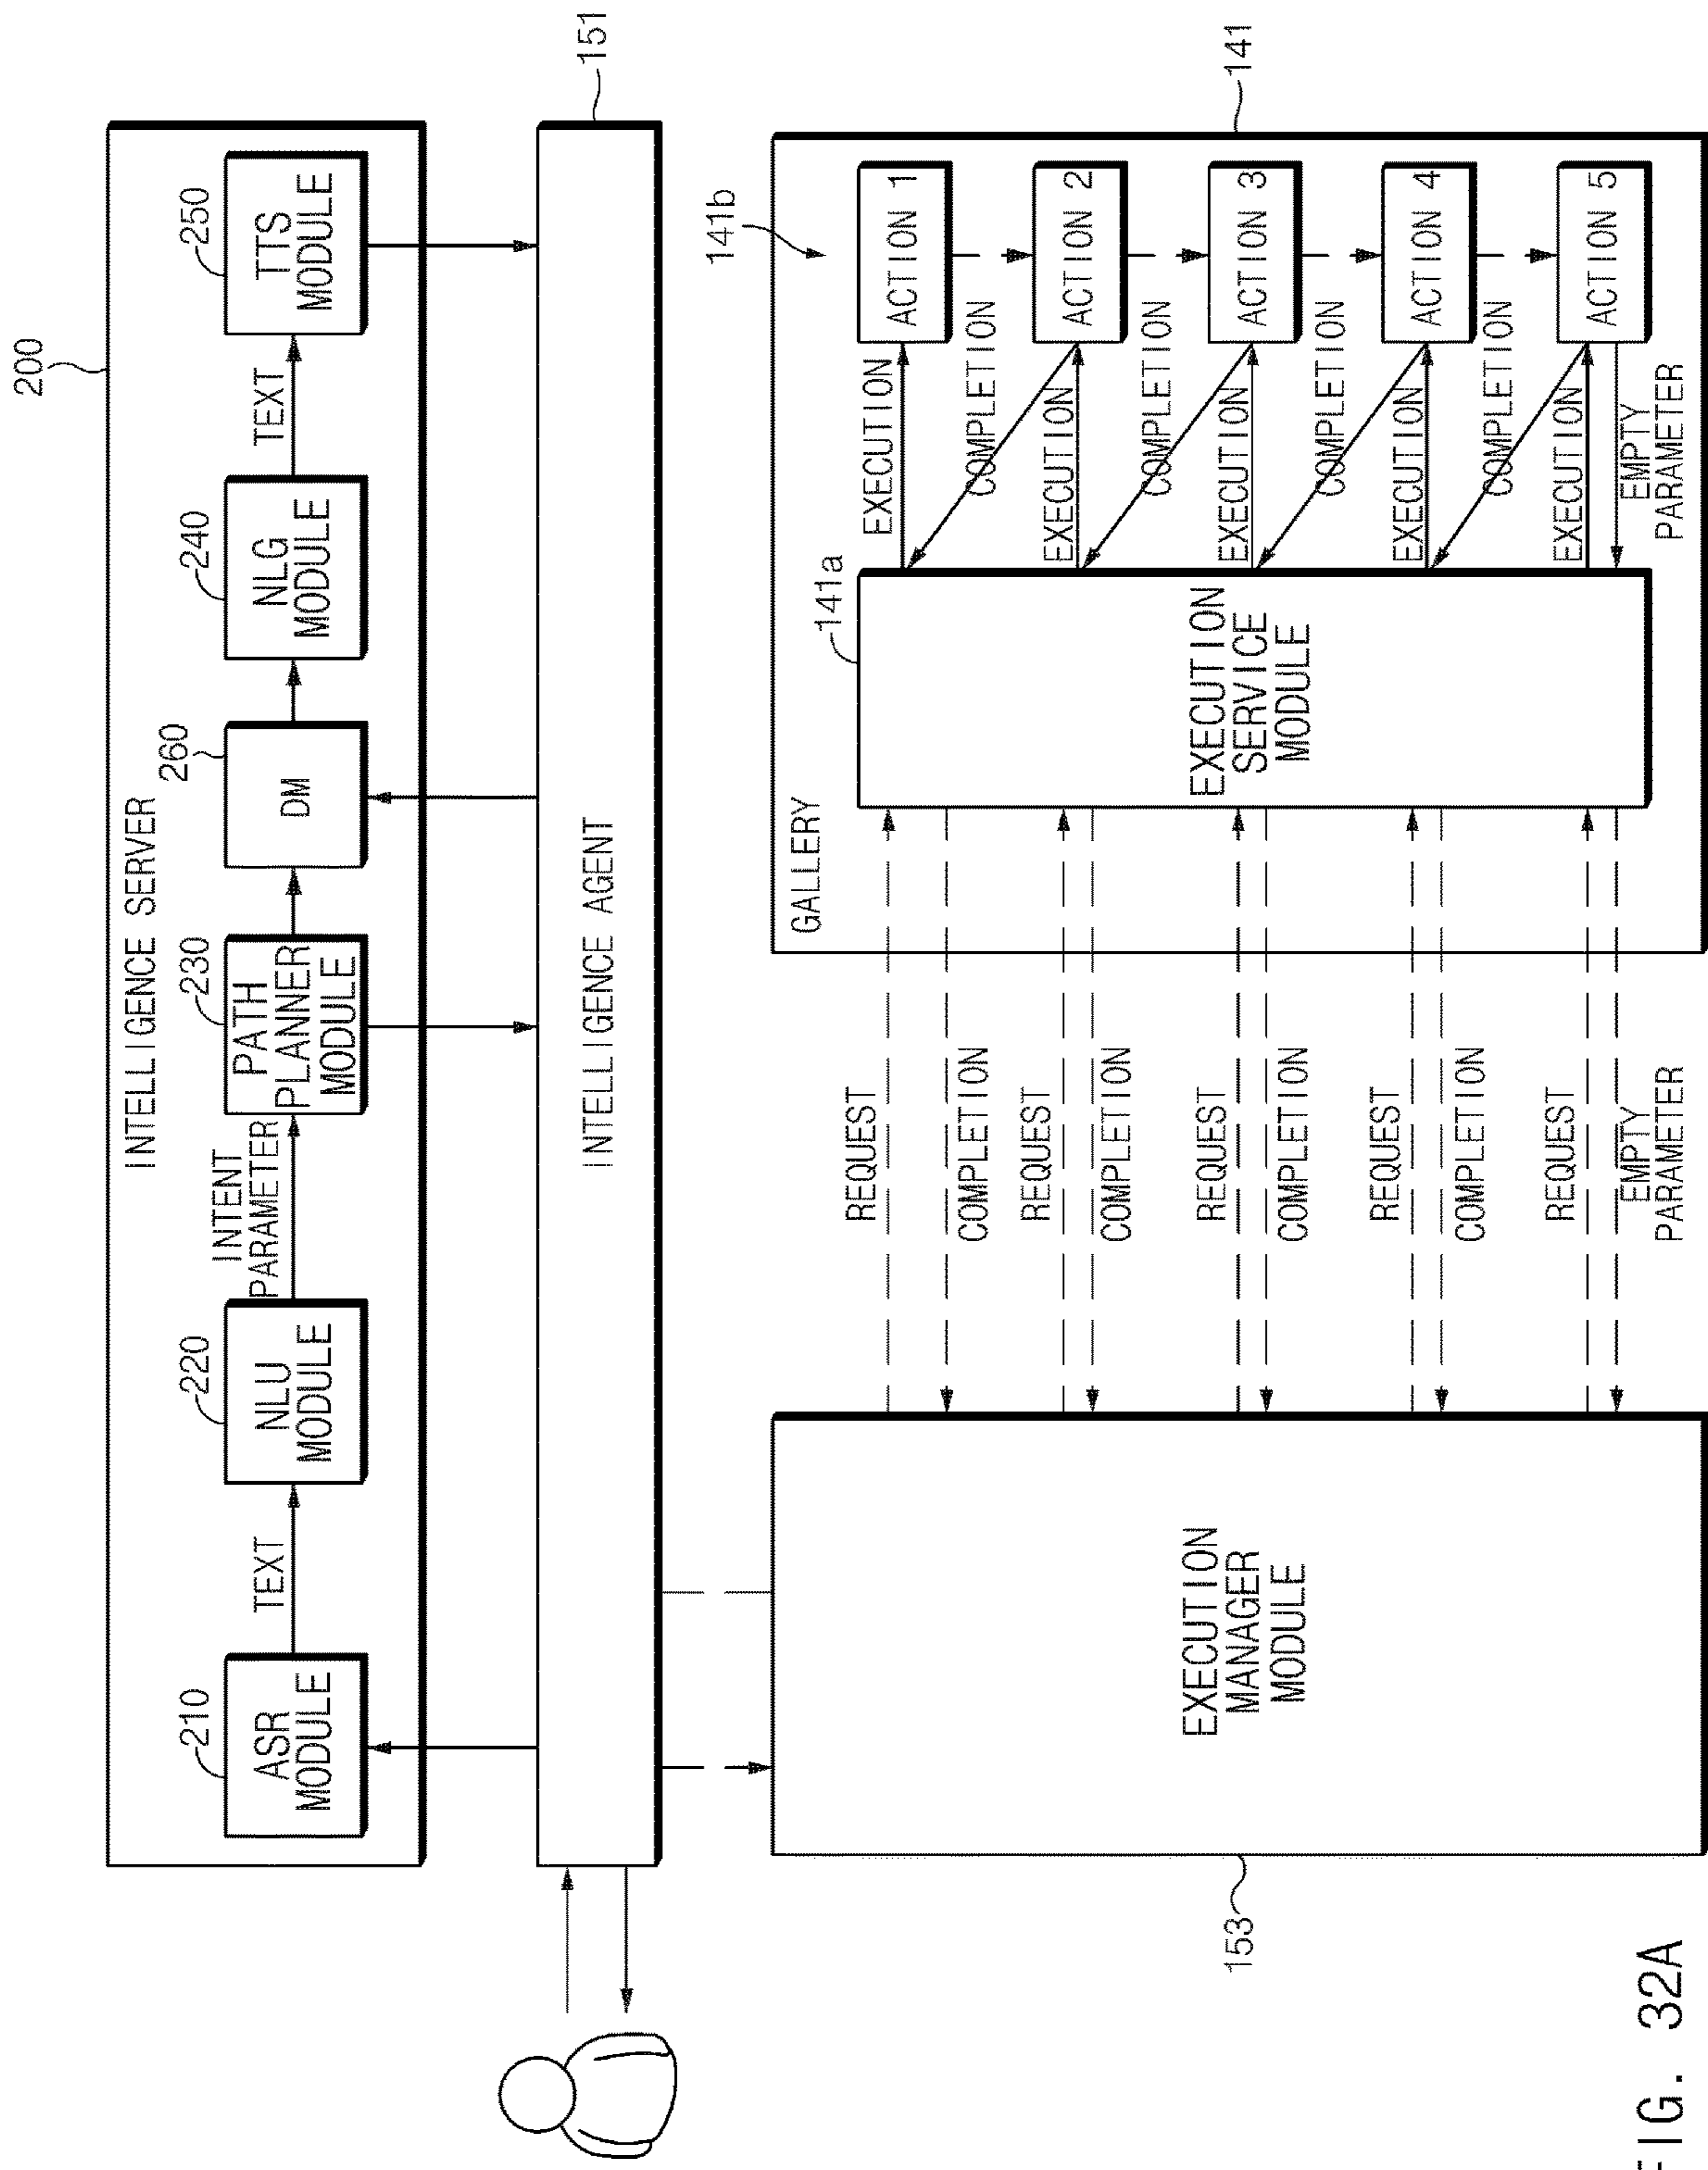 200
INTELLIGENCE SERVER
210
ASR
MODULE
TEXT
220
NLU
MODULE
INTENT
PARAMETER
230
PATH
PLANNER
MODULE
260
DM
240
NLG
MODULE
TEXT
250
TTS
MODULE
INTELLIGENCE AGENT
151
153
EXECUTION
MANAGER
MODULE
REQUEST
COMPLETION
REQUEST
COMPLETION
REQUEST
COMPLETION
REQUEST
COMPLETION
REQUEST
EMPTY
PARAMETER
GALLERY
141
141a
EXECUTION
SERVICE
MODULE
141b
EXECUTION
COMPLETION
EXECUTION
COMPLETION
EXECUTION
COMPLETION
EXECUTION
COMPLETION
EXECUTION
EMPTY
PARAMETER
ACTION 1
ACTION 2
ACTION 3
ACTION 4
ACTION 5
FIG. 32A